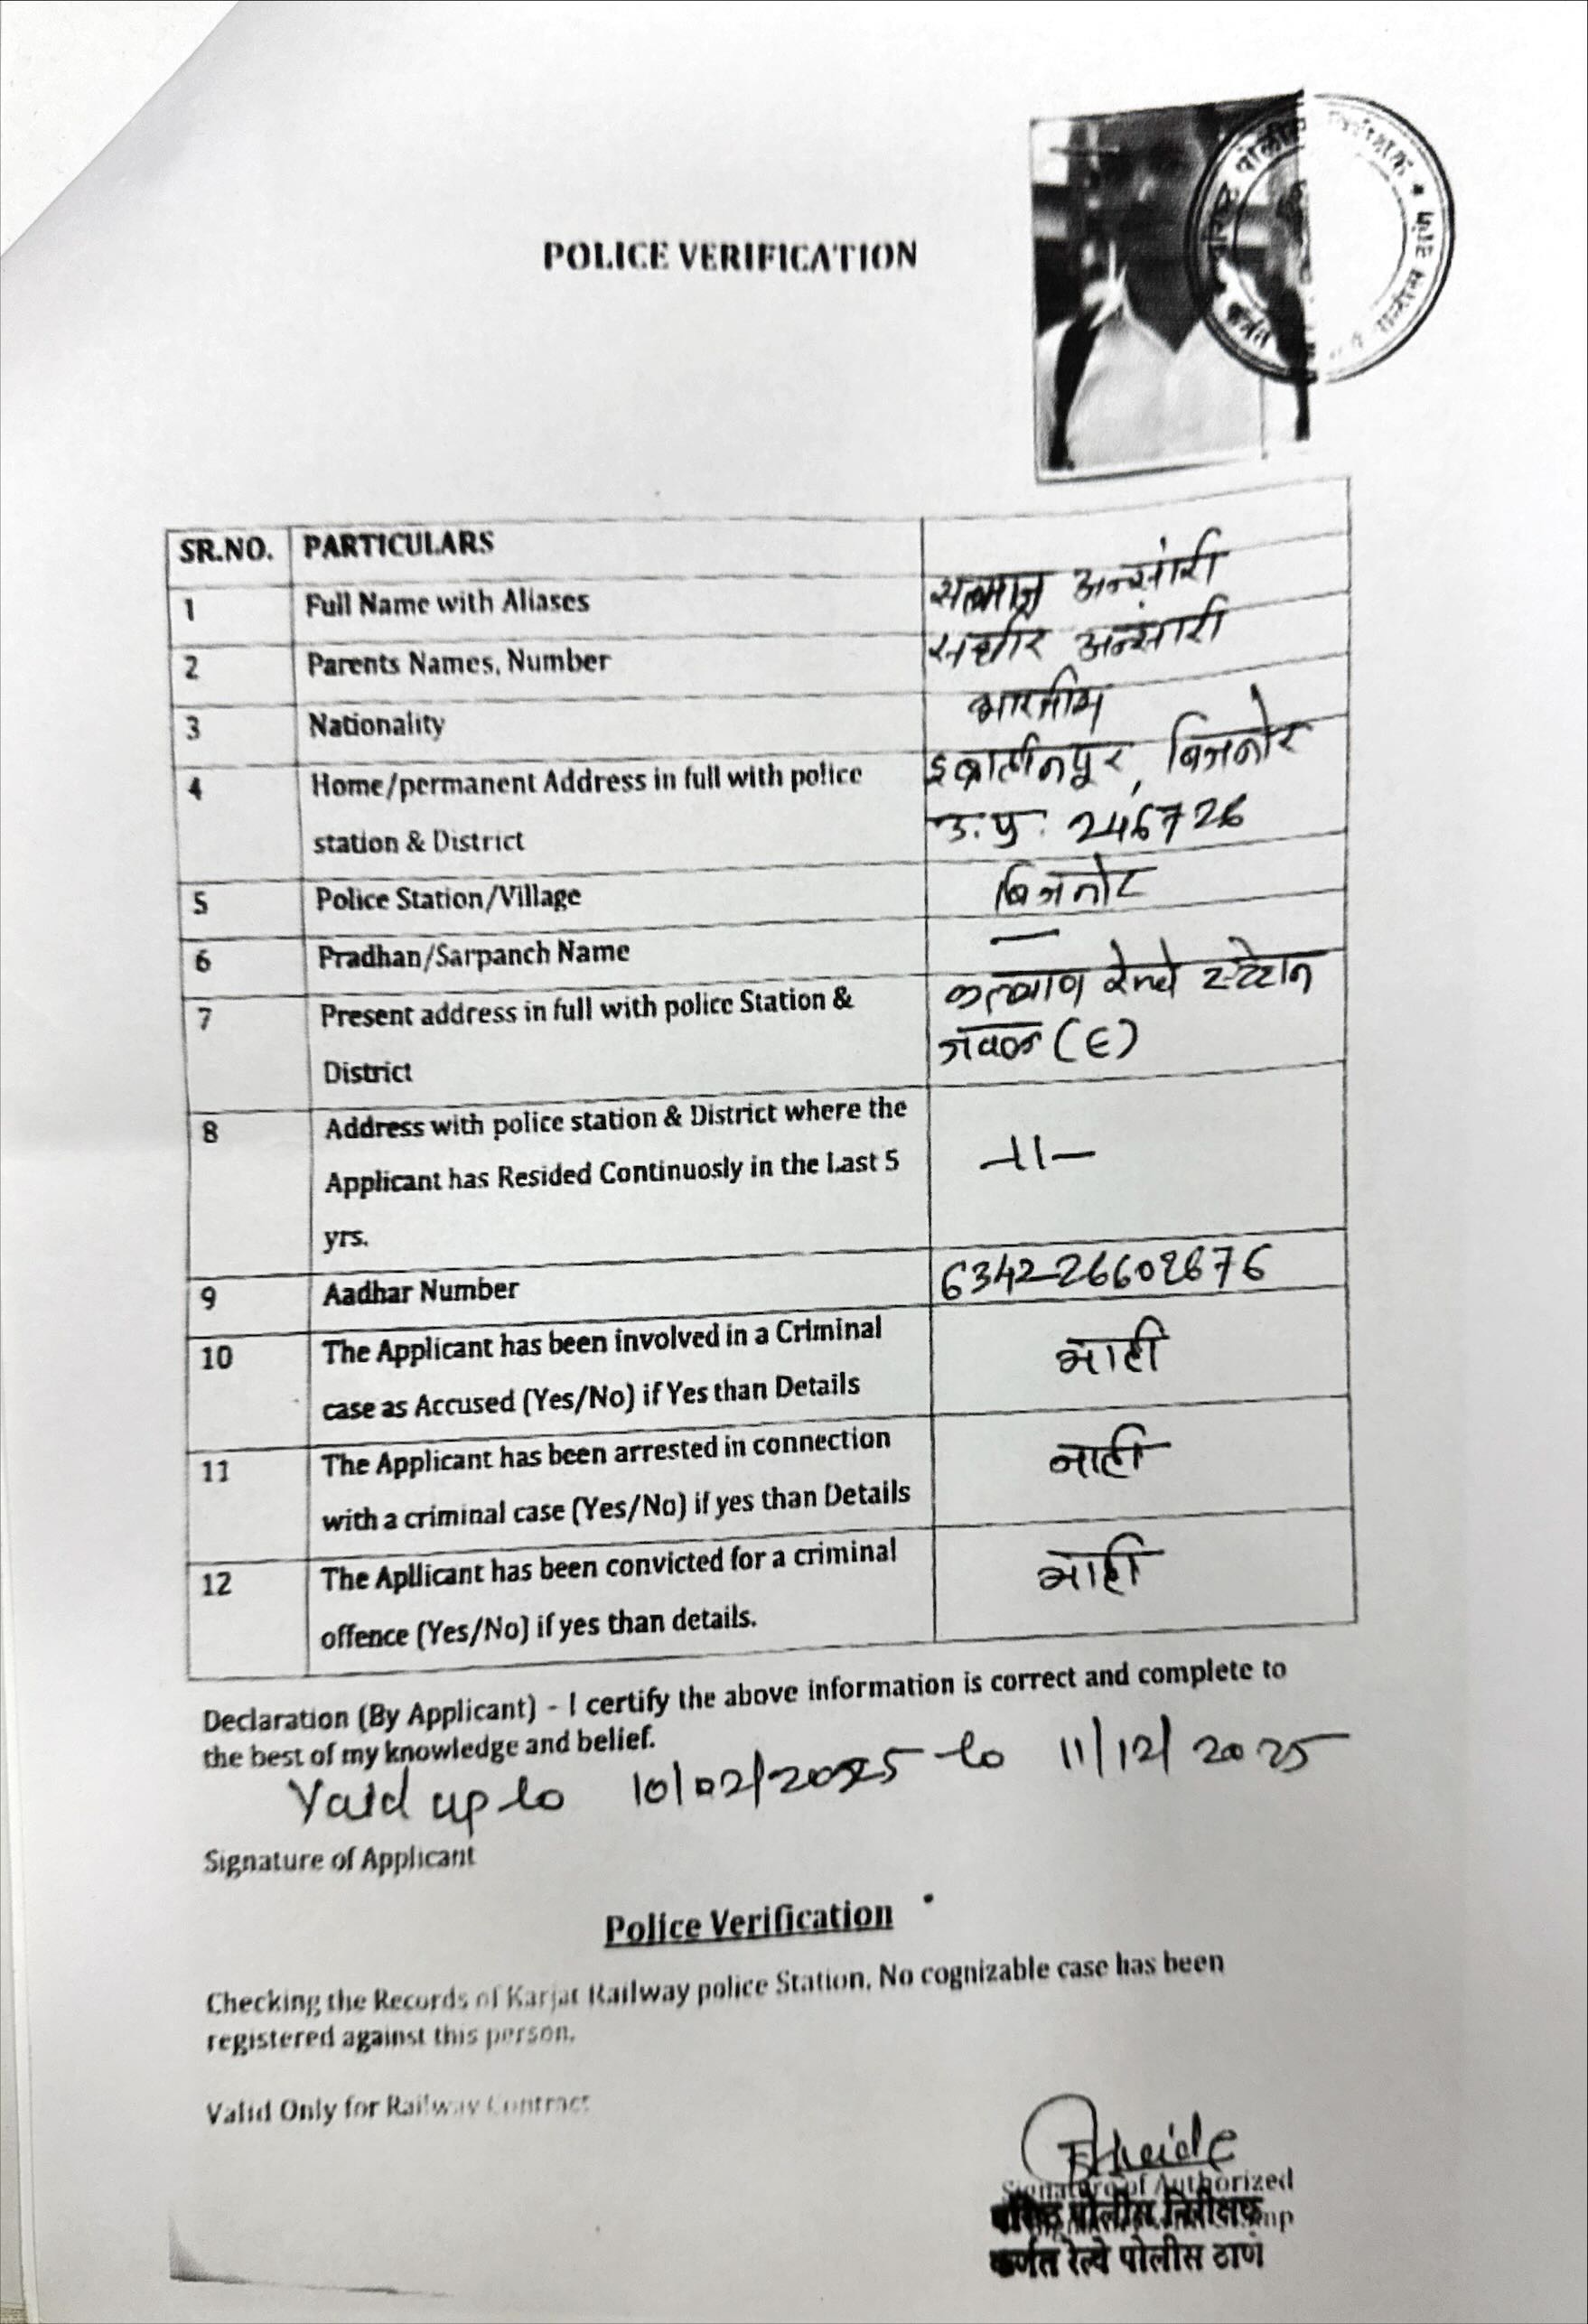 POLICE VERIFICATION
SR.NO. PARTICULARS
1 Full Name with Aliases सलमान अन्सारी
2 Parents Names, Number अन्सारी
3 Nationality भारतीय
4 Home/permanent Address in full with police station & District इब्राहीमपूर, बिजनोर
उ.प्र. 246726
5 Police Station/Village बिजनोर
6 Pradhan/Sarpanch Name —
7 Present address in full with police Station & District कल्याण रेल्वे स्टेशन
जवळ (E)
8 Address with police station & District where the
Applicant has Resided Continuosly in the Last 5 -11-
yrs.
9 Aadhar Number 6342-26602676
10 The Applicant has been involved in a Criminal
case as Accused (Yes/No) if Yes than Details नाही
11 The Applicant has been arrested in connection
with a criminal case (Yes/No) if yes than Details नाही
12 The Apllicant has been convicted for a criminal
offence (Yes/No) if yes than details. नाही
Declaration (By Applicant) - I certify the above information is correct and complete to
the best of my knowledge and belief.
Valid up to 10/02/2025 to 11/12/2025
Signature of Applicant
Police Verification
Checking the Records of Karjat Railway police Station, No cognizable case has been
registered against this person.
Valid Only for Railway Contract
Signature of Authorized
वरिष्ठ पोलीस निरीक्षक
कर्जत रेल्वे पोलीस ठाणे